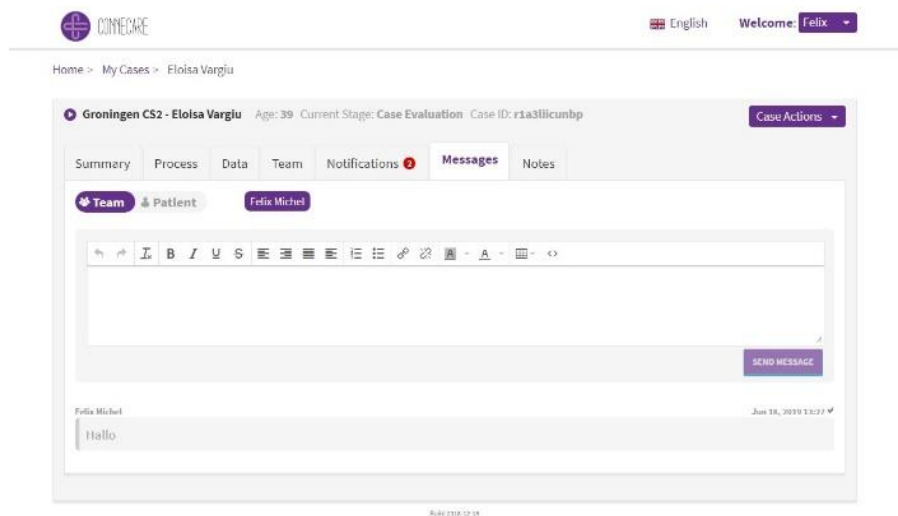 CONNECARE
English Welcome: Felix
Home > My Cases > Eloisa Vargiu
Groningen CS2 - Eloisa Vargiu Age: 39 Current Stage: Case Evaluation Case ID: r1a3liicunbp
Case Actions
Summary Process Data Team Notifications 2 Messages Notes
Team Patient Felix Michel
B I U S A A
SEND MESSAGE
Felix Michel Jun 18, 2019 13:27
Hallo